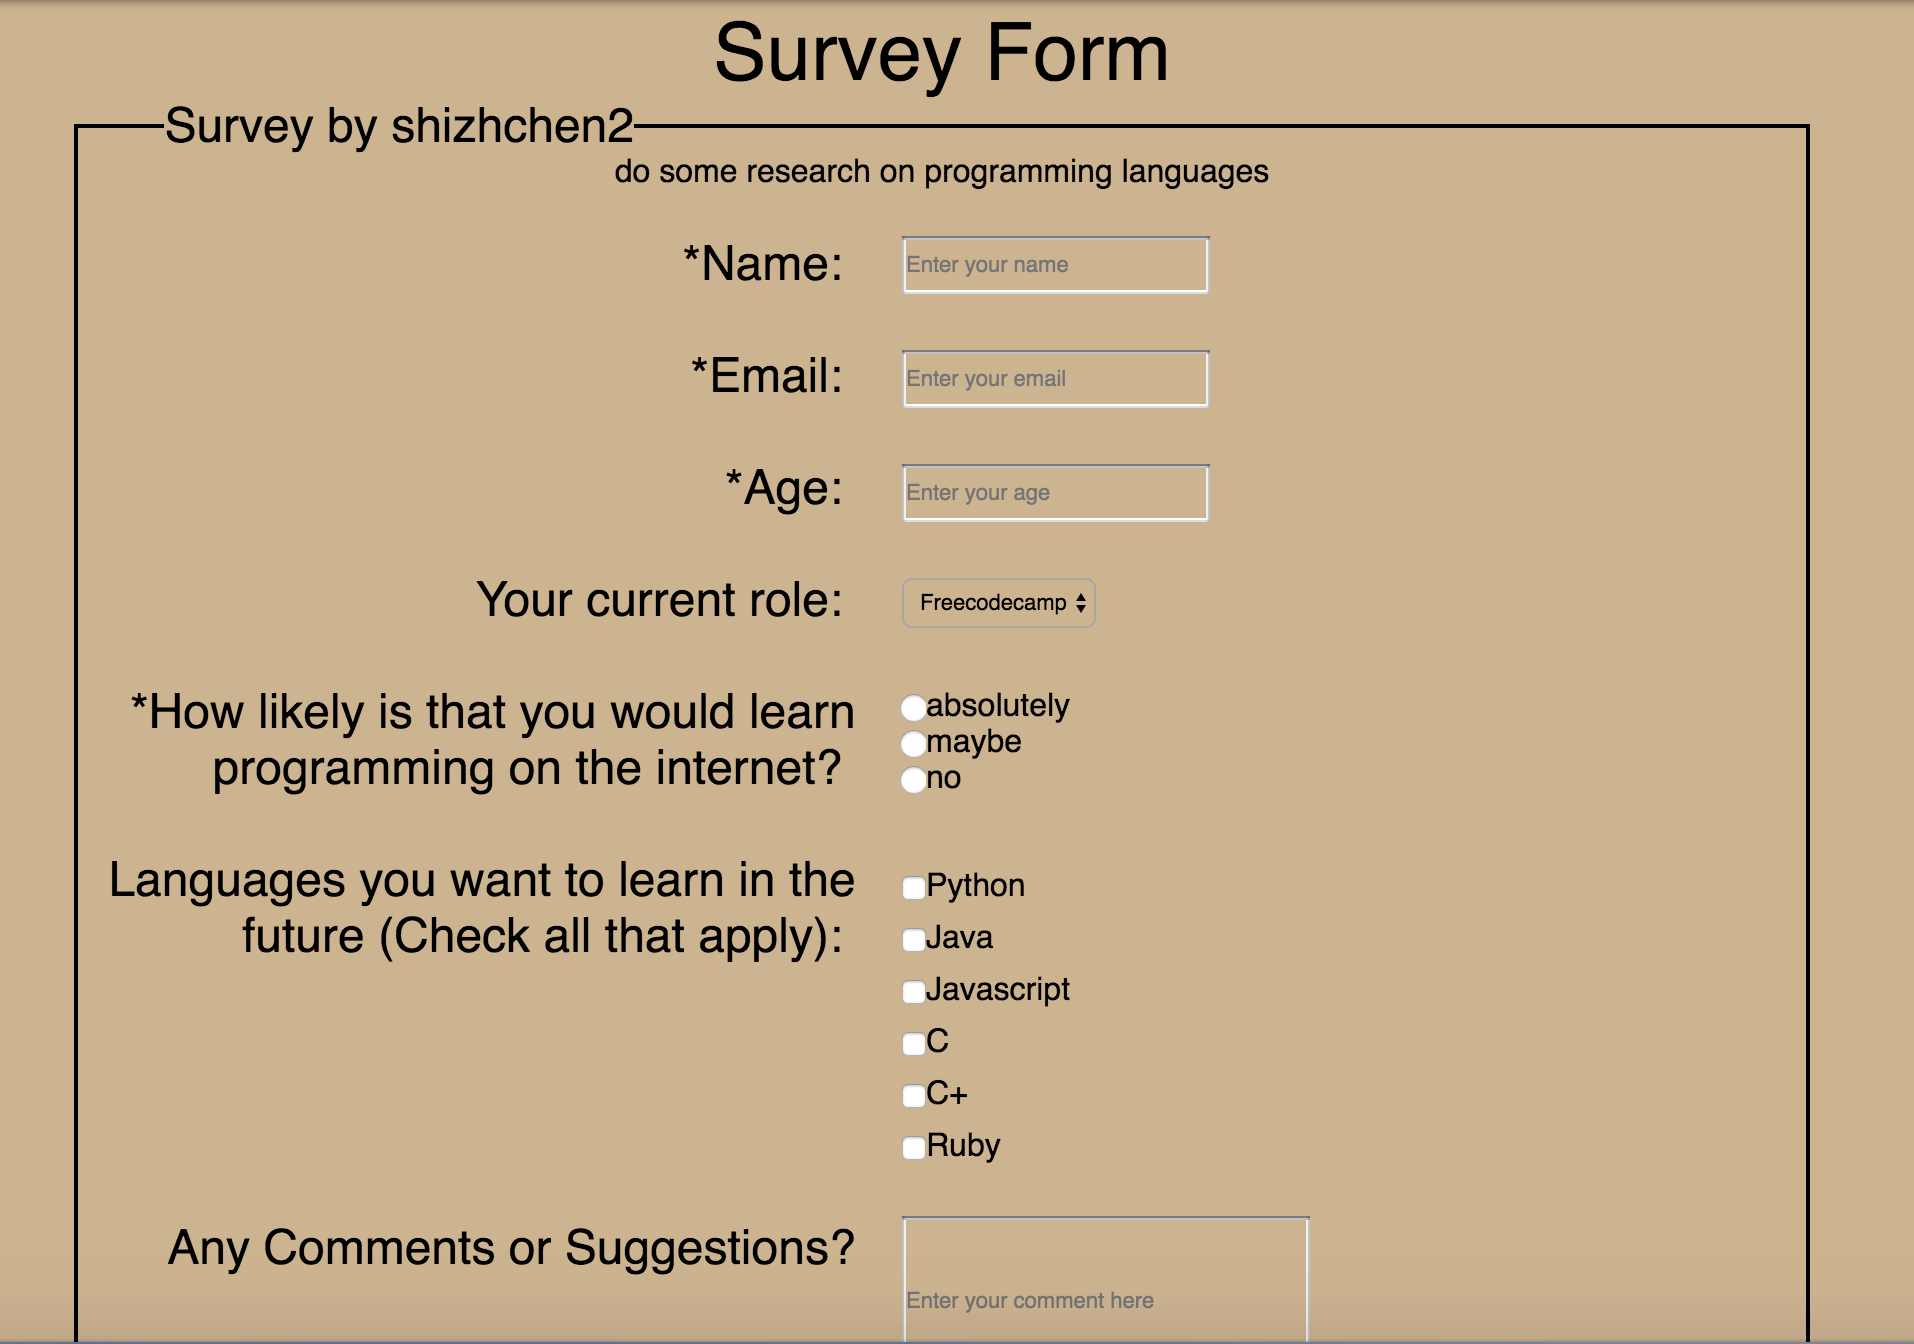 Survey Form
Survey by shizhchen2
do some research on programming languages
*Name:
Enter your name
*Email:
Enter your email
*Age:
Enter your age
Your current role:
Freecodecamp
*How likely is that you would learn
programming on the internet?
absolutely
maybe
no
Languages you want to learn in the
future (Check all that apply):
Python
Java
Javascript
C
C+
Ruby
Any Comments or Suggestions?
Enter your comment here